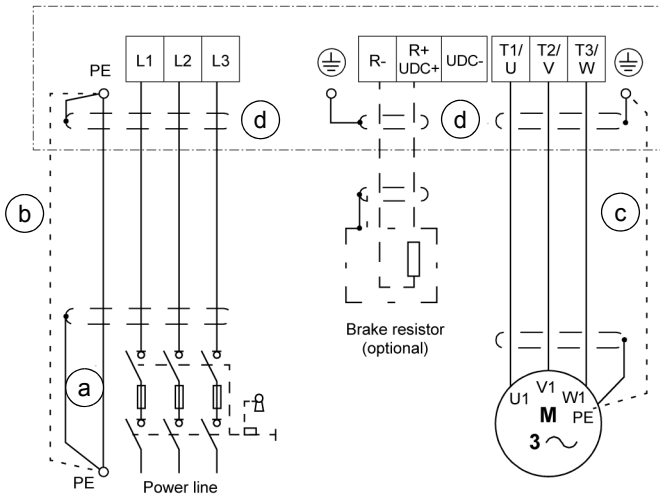 PE
L1 L2 L3
R- R+ UDC+ UDC-
T1/ U T2/ V T3/ W
d d
b
c
a
Brake resistor
(optional)
U1 V1 W1
M PE
3
PE
Power line